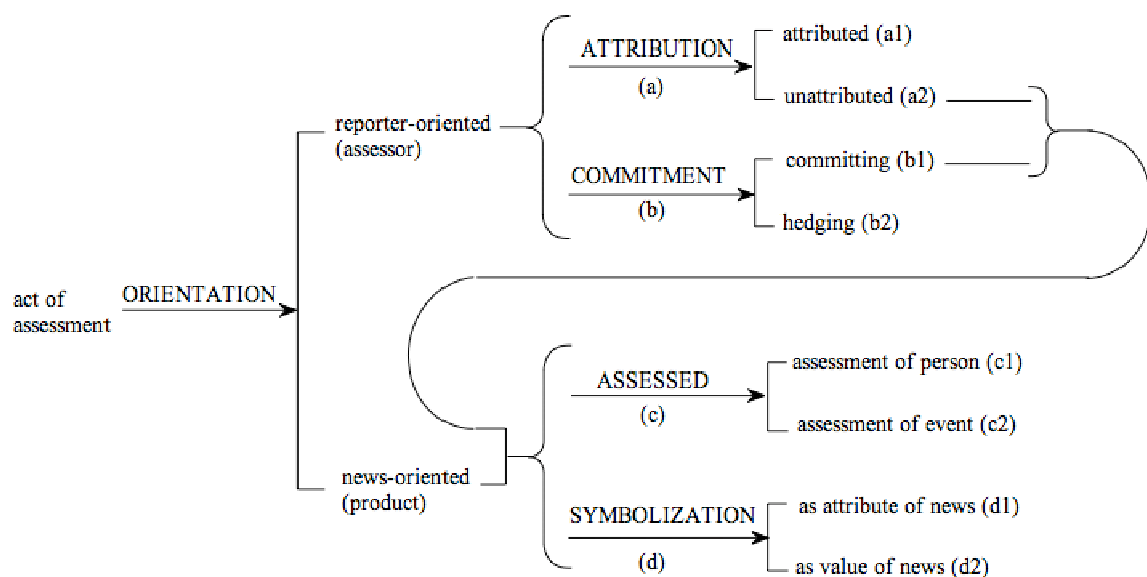 attributed (a1)
ATTRIBUTION
(a)
unattributed (a2)
reporter-oriented
(assessor)
committing (b1)
COMMITMENT
(b)
hedging (b2)
act of
assessment
ORIENTATION
assessment of person (c1)
ASSESSED
(c)
assessment of event (c2)
news-oriented
(product)
as attribute of news (d1)
SYMBOLIZATION
(d)
as value of news (d2)